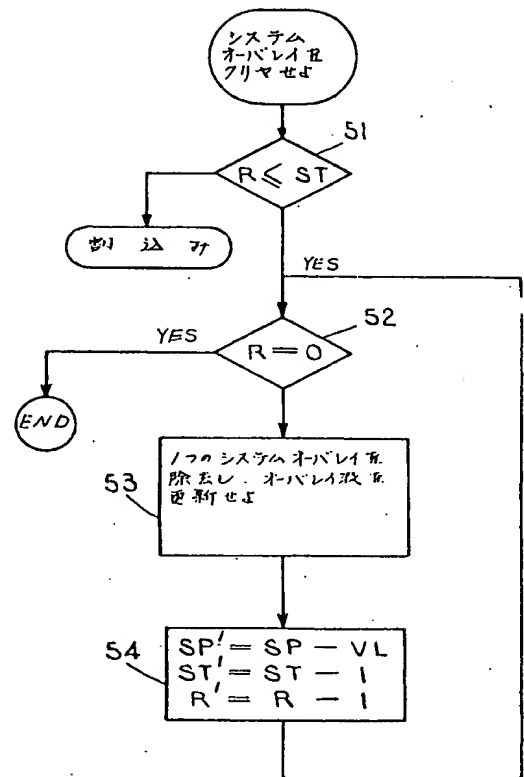 システム
オーバレイを
クリヤせよ
51
R ≤ ST
割込み
YES
52
YES
R = 0
END
1つのシステムオーバレイを
除去し、オーバレイ液を
更新せよ
53
54
SP' = SP − VL
ST' = ST − 1
R' = R − 1